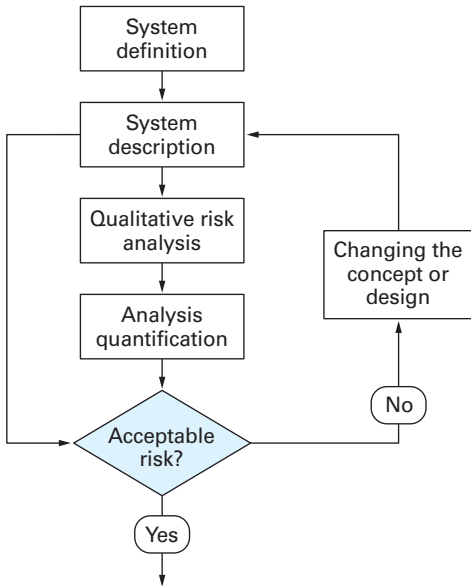 System
definition
System
description
Qualitative risk
analysis
Changing the
concept or
design
Analysis
quantification
No
Acceptable
risk?
Yes